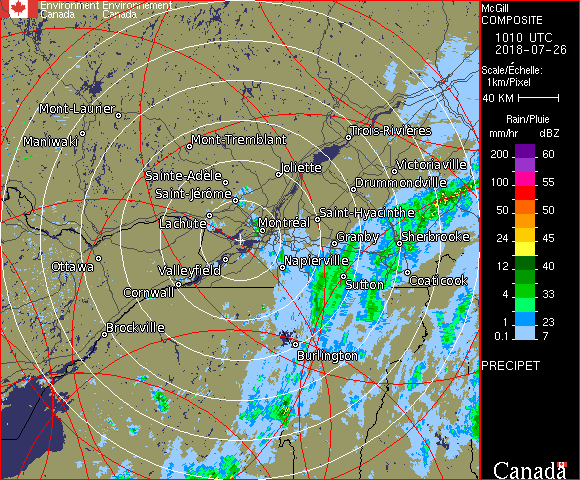 Environment Environnement
Canada Canada
McGill
COMPOSITE
1010 UTC
2018-07-26
Scale/Échelle:
1km/Pixel
40 KM
Rain/Pluie
mm/hr dBZ
200 60
100 55
50 50
24 45
12 40
4 33
1 23
0.1 7
PRECIPET
Canada
Mont-Laurier
Maniwaki
Mont-Tremblant
Trois-Rivières
Sainte-Adèle
Joliette
Victoriaville
Saint-Jérôme
Drummondville
Lachute
Montréal
Saint-Hyacinthe
Granby
Sherbrooke
Ottawa
Valleyfield
Napierville
Sutton
Coaticook
Cornwall
Brockville
Burlington